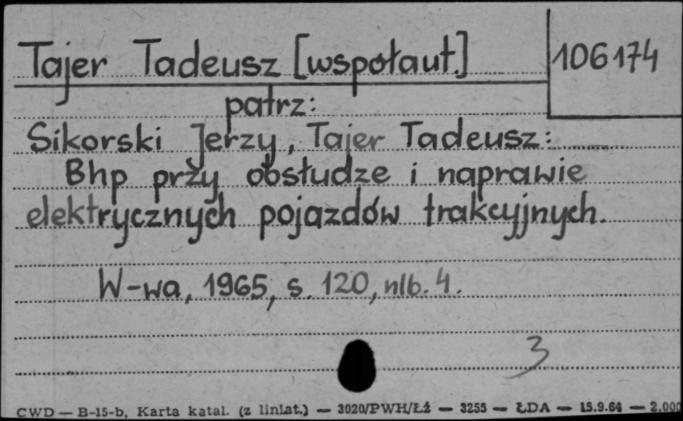 Tajer Tadeusz [wspołaut.] 106174
patrz:
Sikorski Jerzy, Tajer Tadeusz:
Bhp przy obsłudze i naprawie
elektrycznych pojazdów trakcyjnych.
W-wa, 1965, s. 120, nlb. 4.
3
CWD — B-15-b, Karta katal. (z liniat.) — 3020/PWH/Łź — 3255 — ŁDA — 15.9.64 — 2.000